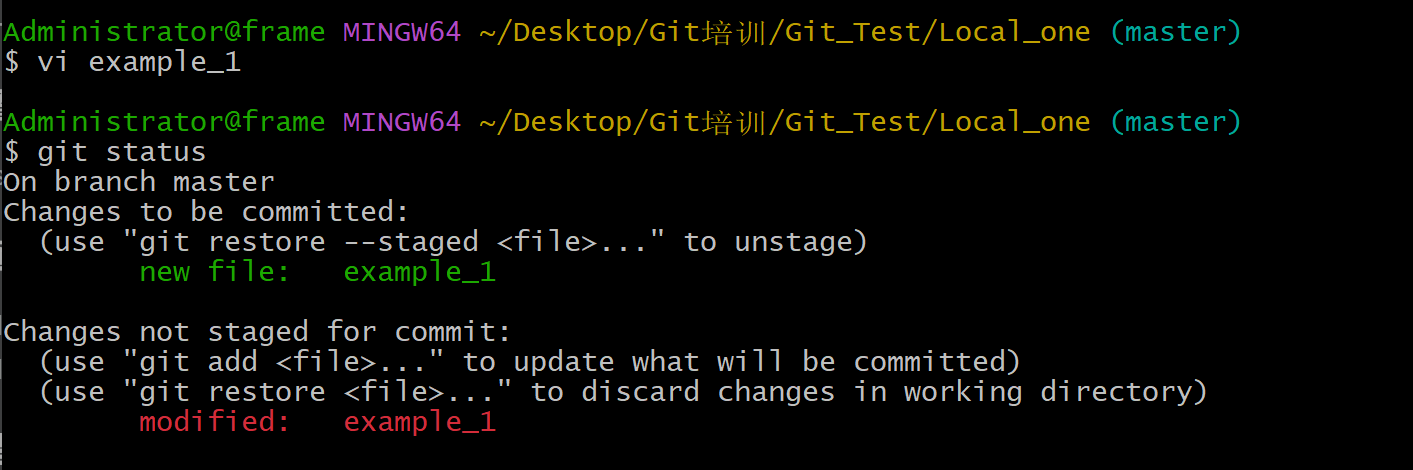 Administrator@frame MINGW64 ~/Desktop/Git培训/Git_Test/Local_one (master)
$ vi example_1
Administrator@frame MINGW64 ~/Desktop/Git培训/Git_Test/Local_one (master)
$ git status
On branch master
Changes to be committed:
  (use "git restore --staged <file>..." to unstage)
        new file:   example_1
Changes not staged for commit:
  (use "git add <file>..." to update what will be committed)
  (use "git restore <file>..." to discard changes in working directory)
        modified:   example_1